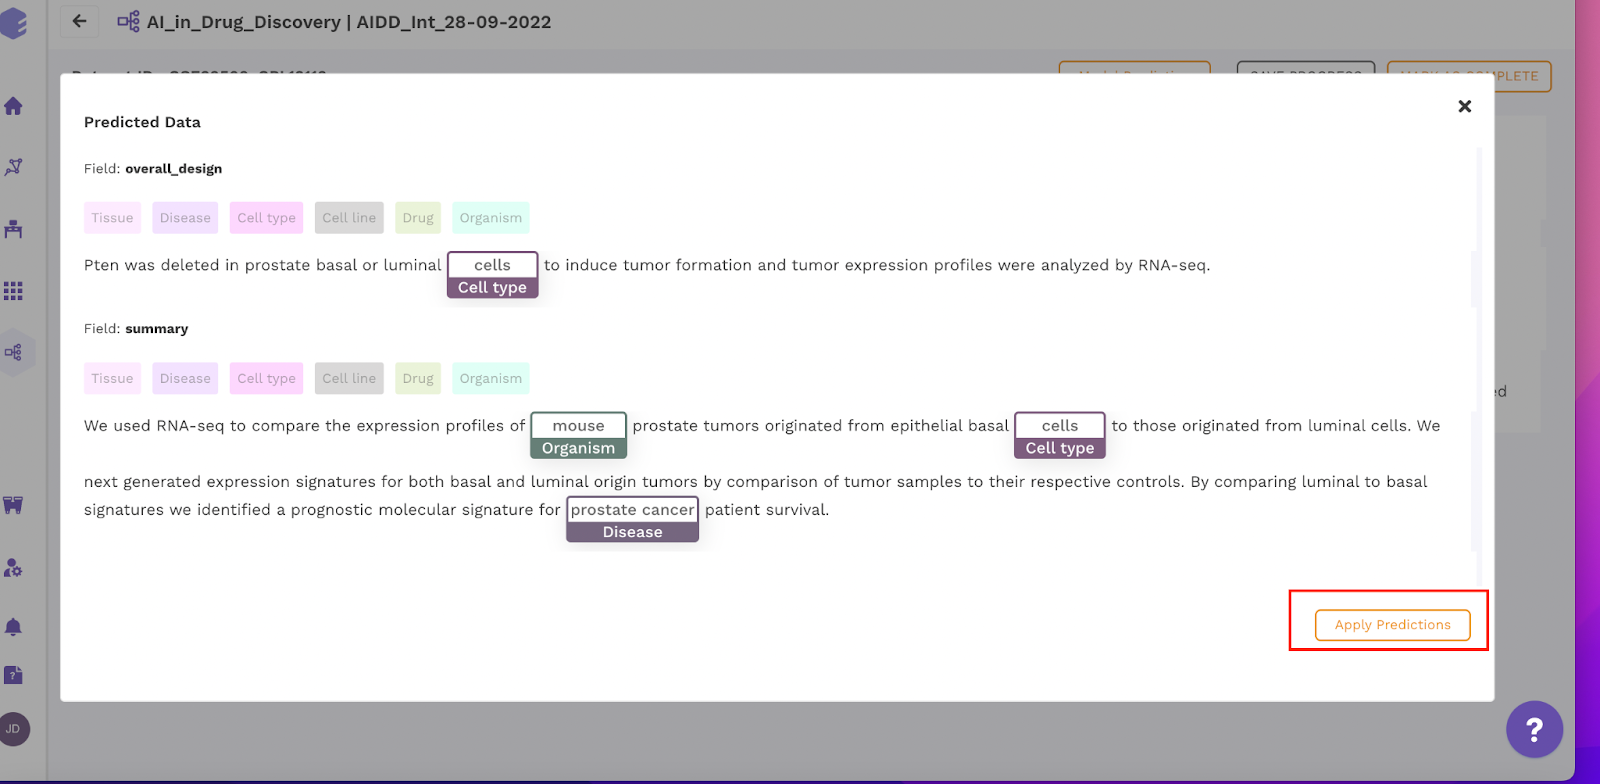 AI_in_Drug_Discovery | AIDD_Int_28-09-2022
Predicted Data
Field: overall_design
Tissue Disease Cell type Cell line Drug Organism
Pten was deleted in prostate basal or luminal cells to induce tumor formation and tumor expression profiles were analyzed by RNA-seq.
Cell type
Field: summary
Tissue Disease Cell type Cell line Drug Organism
We used RNA-seq to compare the expression profiles of mouse prostate tumors originated from epithelial basal cells to those originated from luminal cells. We
Organism Cell type
next generated expression signatures for both basal and luminal origin tumors by comparison of tumor samples to their respective controls. By comparing luminal to basal
signatures we identified a prognostic molecular signature for prostate cancer patient survival.
Disease
Apply Predictions
JD
?